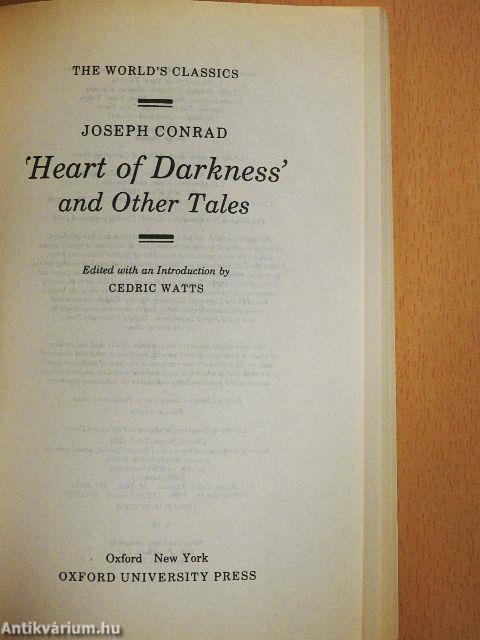 THE WORLD'S CLASSICS
JOSEPH CONRAD
'Heart of Darkness'
and Other Tales
Edited with an Introduction by
CEDRIC WATTS
Oxford New York
OXFORD UNIVERSITY PRESS
Antikvárium.hu